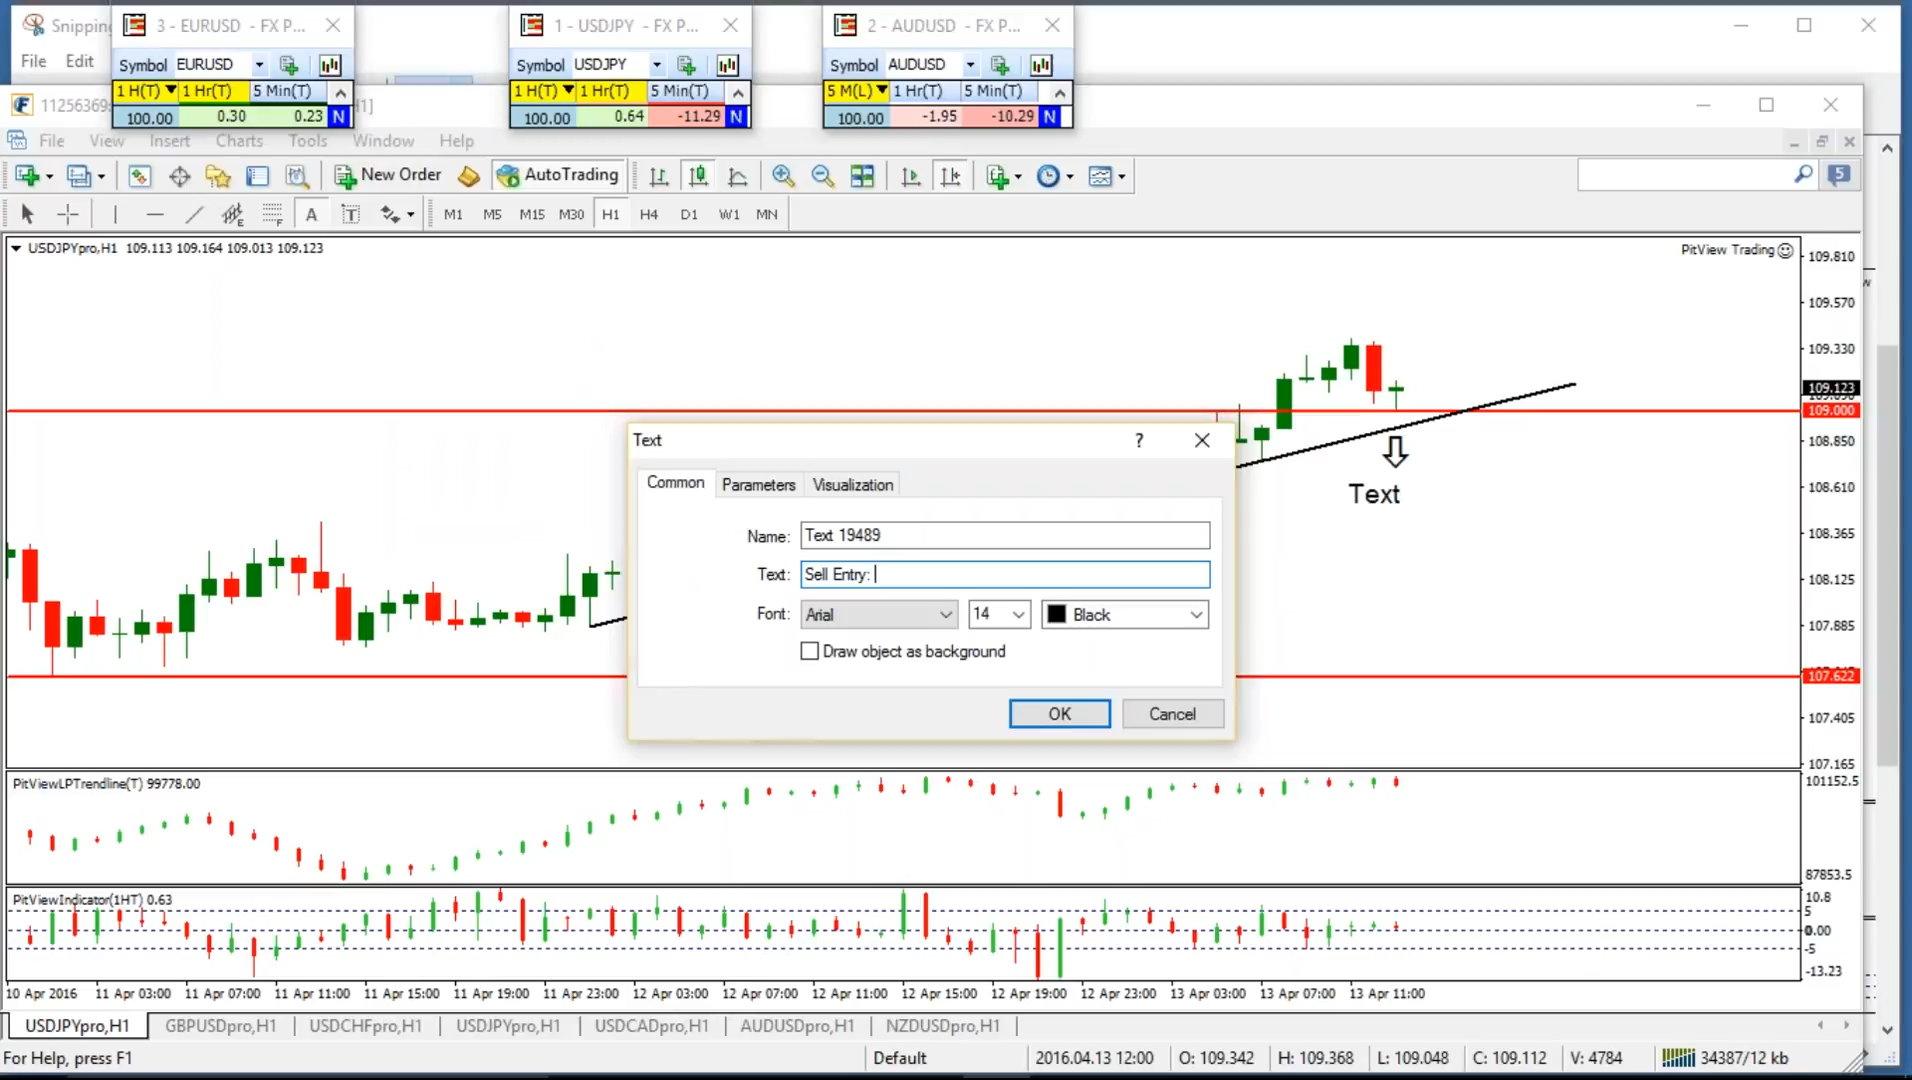 Snipping
3 - EURUSD - FX P...
1 - USDJPY - FX P...
2 - AUDUSD - FX P...
File Edit
Symbol EURUSD
Symbol USDJPY
Symbol AUDUSD
1 H(T) 1 Hr(T) 5 Min(T)
1 H(T) 1 Hr(T) 5 Min(T)
5 M(L) 1 Hr(T) 5 Min(T)
100.00 0.30 0.23 N
100.00 0.64 -11.29 N
100.00 -1.95 -10.29 N
11256369: H1]
File View Insert Charts Tools Window Help
New Order AutoTrading 5
A T M1 M5 M15 M30 H1 H4 D1 W1 MN
USDJPYpro,H1 109.113 109.164 109.013 109.123
PitView Trading
109.810
109.570
109.330
109.123
109.000
108.850
108.610
108.365
108.125
107.885
107.622
107.405
107.165
Text
Text
Common Parameters Visualization
Name: Text 19489
Text: Sell Entry:
Font: Arial 14 Black
Draw object as background
OK Cancel
PitViewLPTrendline(T) 99778.00
101152.5
87853.5
PitViewIndicator(1HT) 0.63
10.8
5
0.00
-5
-13.23
10 Apr 2016 11 Apr 03:00 11 Apr 07:00 11 Apr 11:00 11 Apr 15:00 11 Apr 19:00 11 Apr 23:00 12 Apr 03:00 12 Apr 07:00 12 Apr 11:00 12 Apr 15:00 12 Apr 19:00 12 Apr 23:00 13 Apr 03:00 13 Apr 07:00 13 Apr 11:00
USDJPYpro,H1 GBPUSDpro,H1 USDCHFpro,H1 USDJPYpro,H1 USDCADpro,H1 AUDUSDpro,H1 NZDUSDpro,H1
For Help, press F1 Default 2016.04.13 12:00 O: 109.342 H: 109.368 L: 109.048 C: 109.112 V: 4784 34387/12 kb